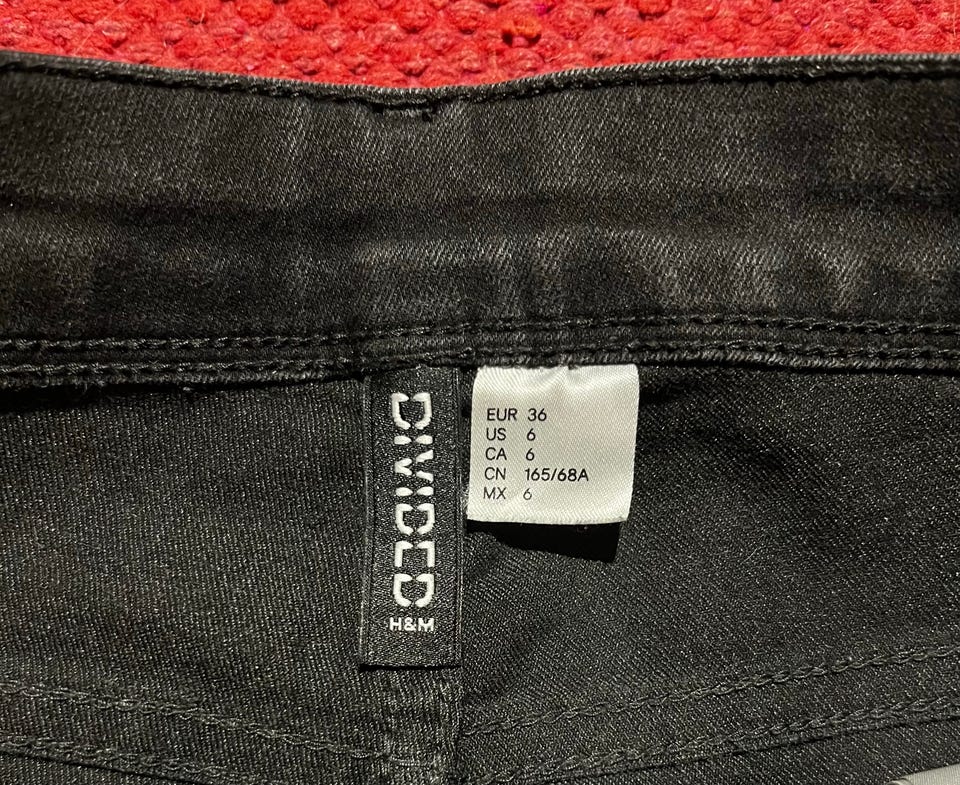 DIVIDED
H&M
EUR 36
US 6
CA 6
CN 165/68A
MX 6